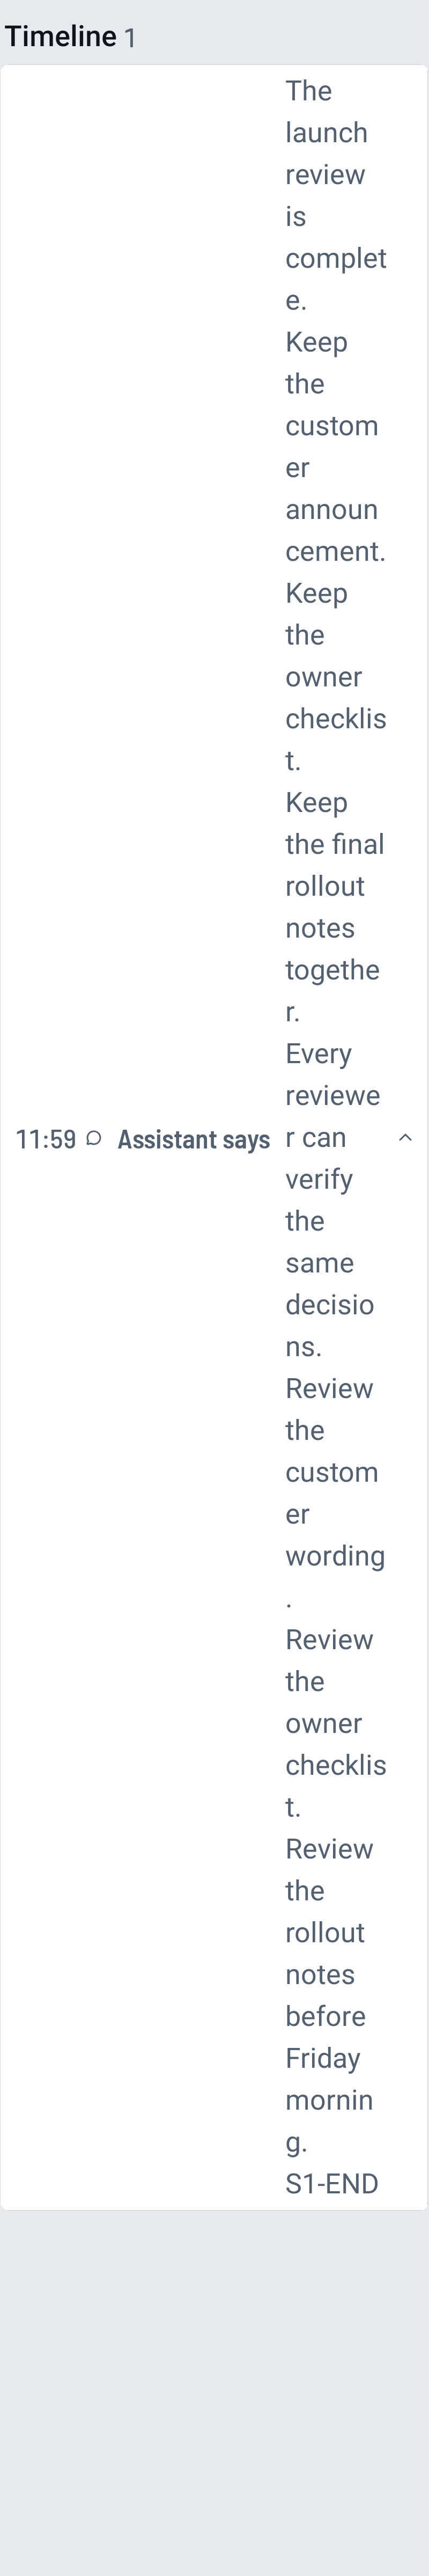 Timeline 1
The
launch
review
is
complet
e.
Keep
the
custom
er
announ
cement.
Keep
the
owner
checklis
t.
Keep
the final
rollout
notes
togethe
r.
Every
reviewe
11:59 Assistant says r can
verify
the
same
decisio
ns.
Review
the
custom
er
wording
.
Review
the
owner
checklis
t.
Review
the
rollout
notes
before
Friday
mornin
g.
S1-END